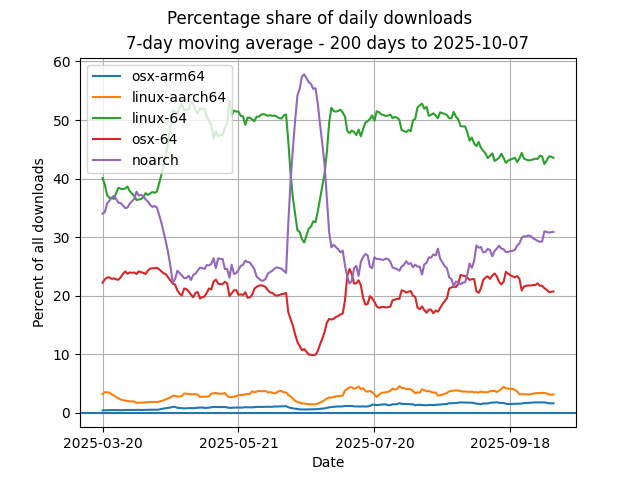 Percentage share of daily downloads
7-day moving average - 200 days to 2025-10-07
osx-arm64
linux-aarch64
linux-64
osx-64
noarch
Percent of all downloads
60
50
40
30
20
10
0
2025-03-20
2025-05-21
2025-07-20
2025-09-18
Date